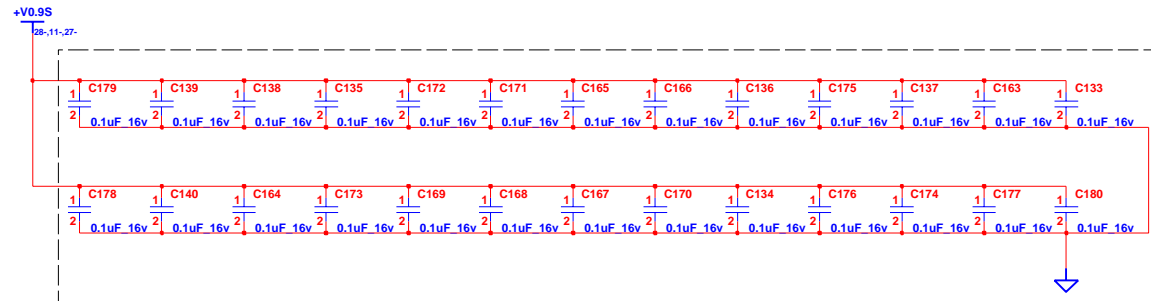 +V0.9S
28-,11-,27-
C179 C139 C138 C135 C172 C171 C165 C166 C136 C175 C137 C163 C133
1 1 1 1 1 1 1 1 1 1 1 1 1
2 2 2 2 2 2 2 2 2 2 2 2 2
0.1uF_16v 0.1uF_16v 0.1uF_16v 0.1uF_16v 0.1uF_16v 0.1uF_16v 0.1uF_16v 0.1uF_16v 0.1uF_16v 0.1uF_16v 0.1uF_16v 0.1uF_16v 0.1uF_16v
C178 C140 C164 C173 C169 C168 C167 C170 C134 C176 C174 C177 C180
1 1 1 1 1 1 1 1 1 1 1 1 1
2 2 2 2 2 2 2 2 2 2 2 2 2
0.1uF_16v 0.1uF_16v 0.1uF_16v 0.1uF_16v 0.1uF_16v 0.1uF_16v 0.1uF_16v 0.1uF_16v 0.1uF_16v 0.1uF_16v 0.1uF_16v 0.1uF_16v 0.1uF_16v